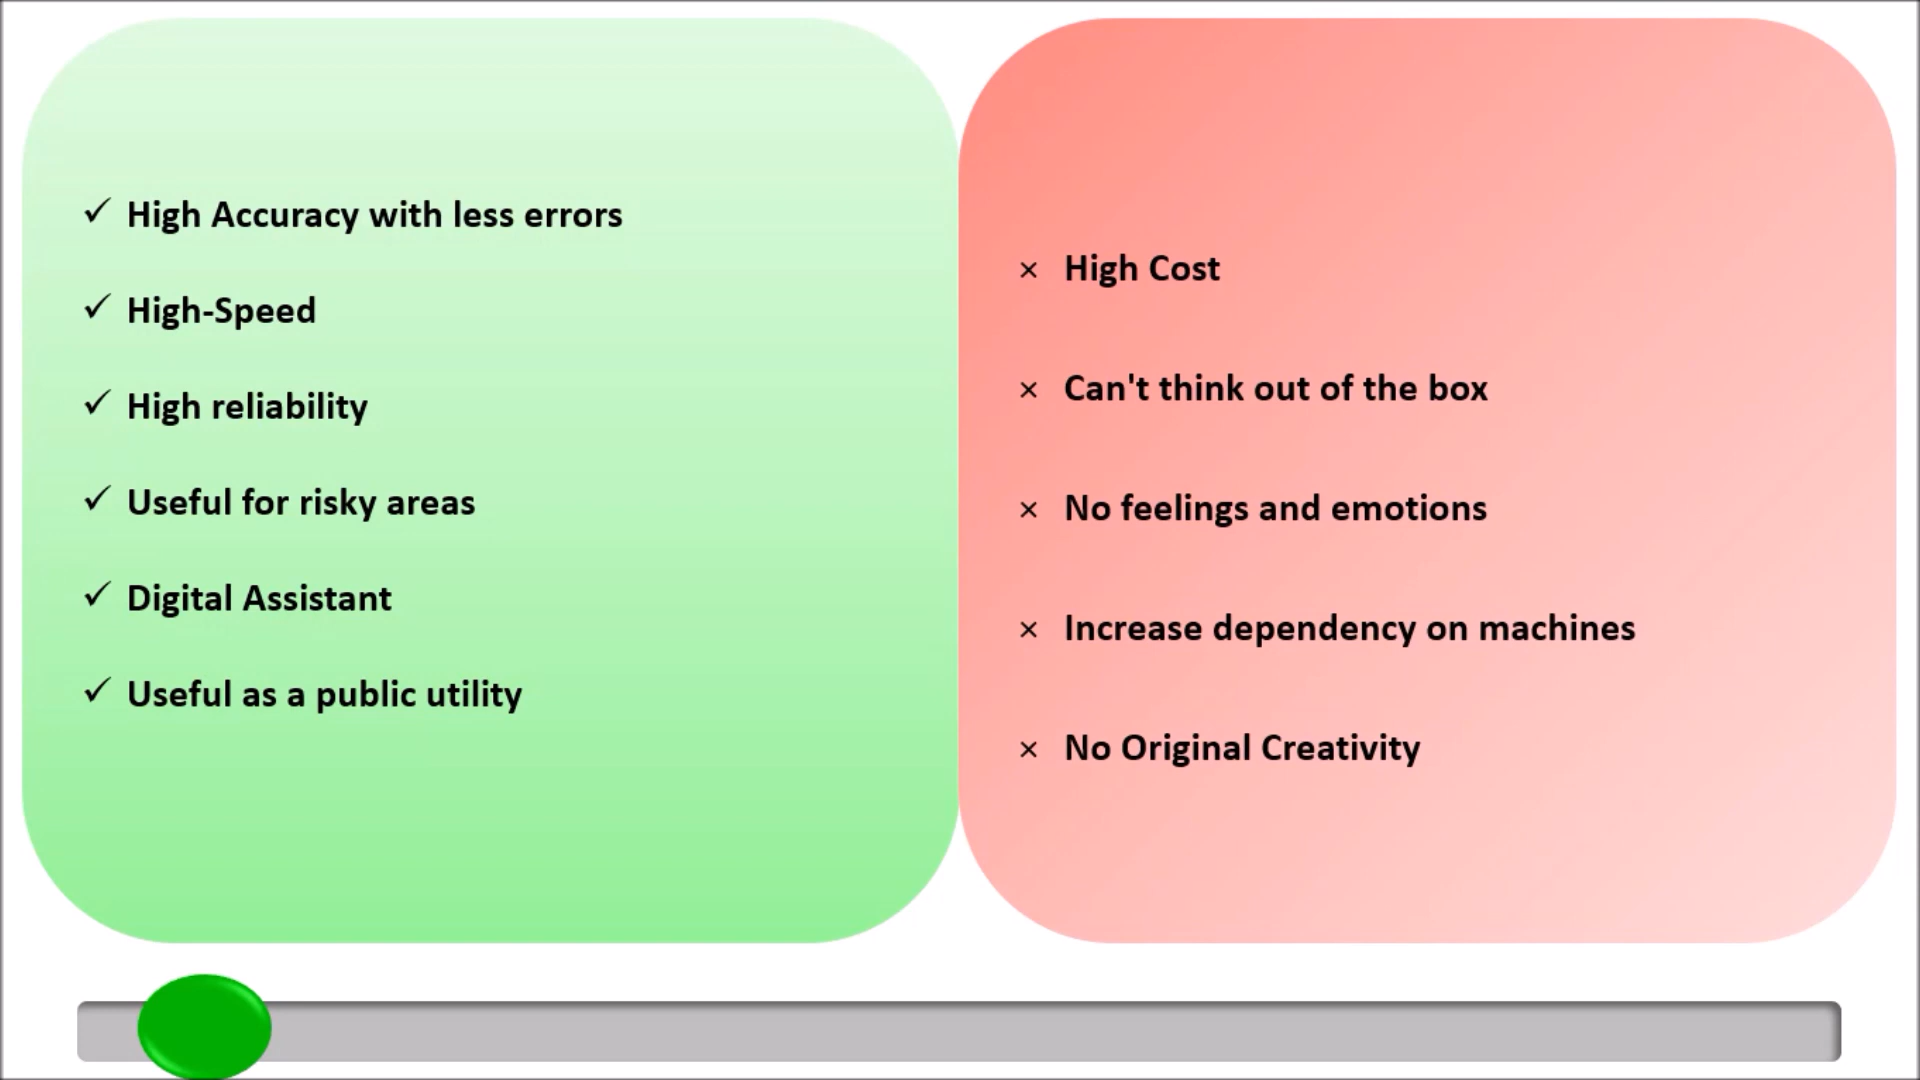 ✓ High Accuracy with less errors
✓ High-Speed
✓ High reliability
✓ Useful for risky areas
✓ Digital Assistant
✓ Useful as a public utility
× High Cost
× Can't think out of the box
× No feelings and emotions
× Increase dependency on machines
× No Original Creativity